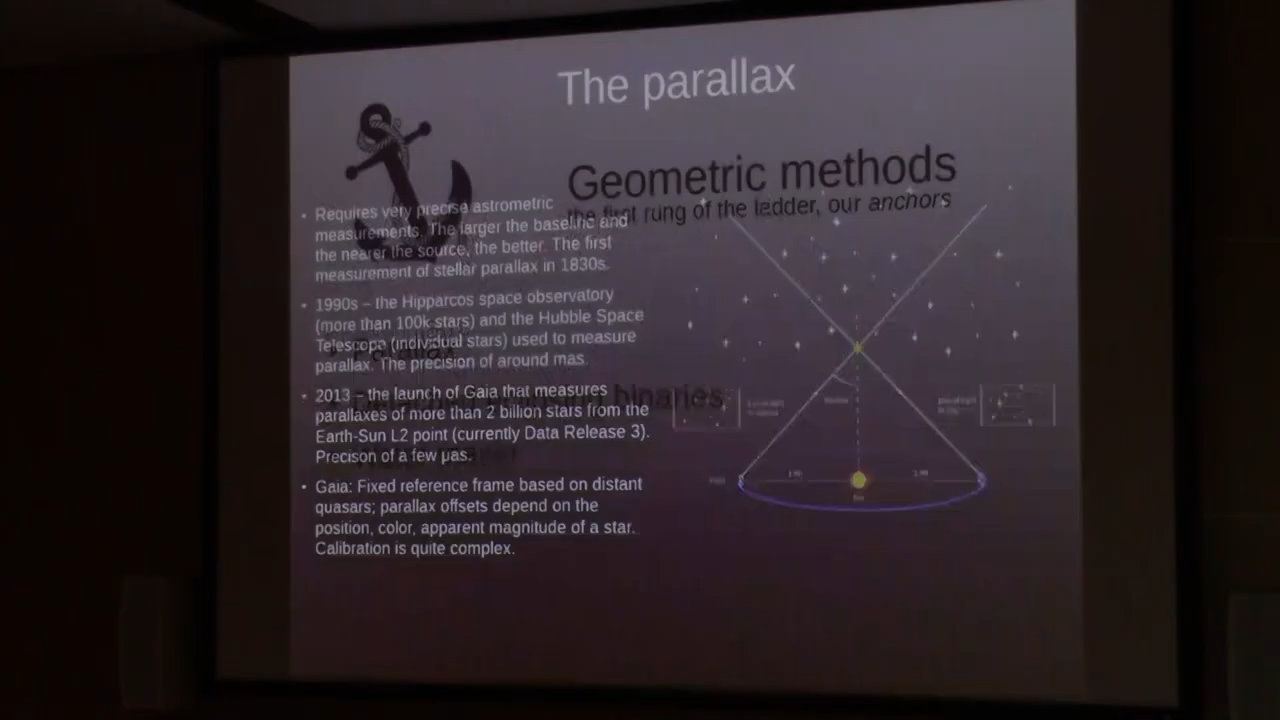 The parallax
Geometric methods
the first rung of the ladder, our anchors
• Requires very precise astrometric
measurements. The larger the baseline and
the nearer the source, the better. The first
measurement of stellar parallax in 1830s.
• 1990s – the Hipparcos space observatory
(more than 100k stars) and the Hubble Space
Telescope (individual stars) used to measure
parallax. The precision of around mas.
• 2013 – the launch of Gaia that measures
parallaxes of more than 2 billion stars from the
Earth-Sun L2 point (currently Data Release 3).
Precison of a few µas.
• Gaia: Fixed reference frame based on distant
quasars; parallax offsets depend on the
position, color, apparent magnitude of a star.
Calibration is quite complex.
Parallax
binaries